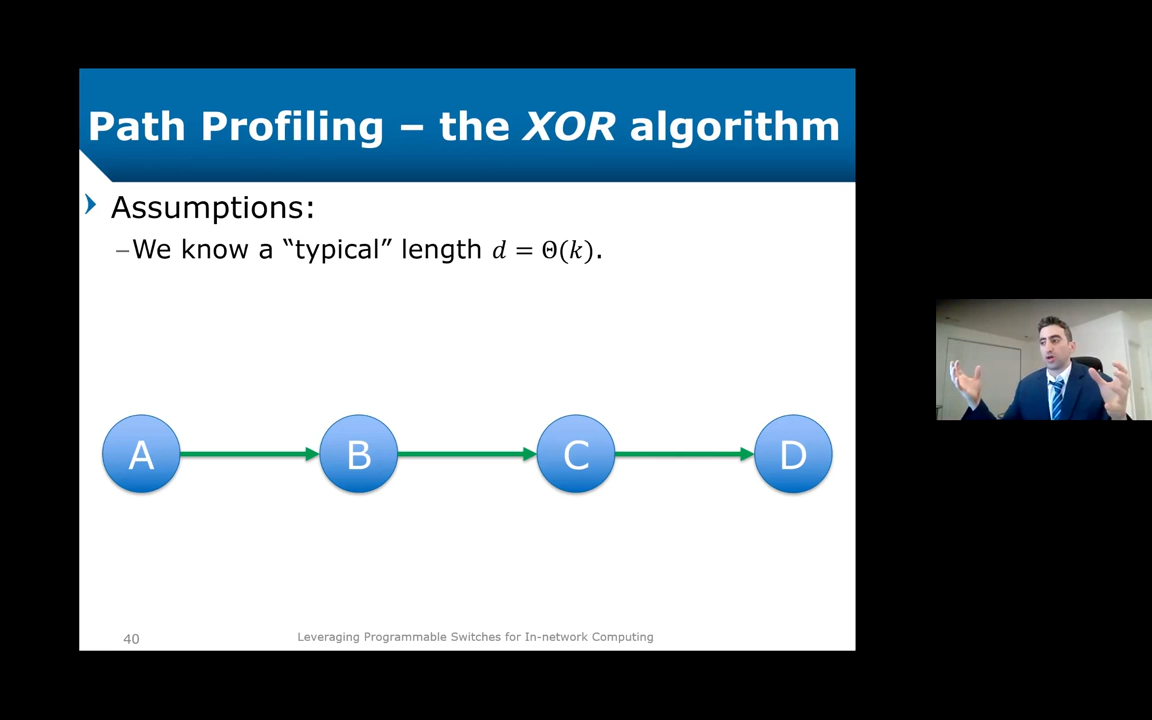 Path Profiling – the XOR algorithm
Assumptions:
–We know a “typical” length d = Θ(k).
A B C D
40 Leveraging Programmable Switches for In-network Computing